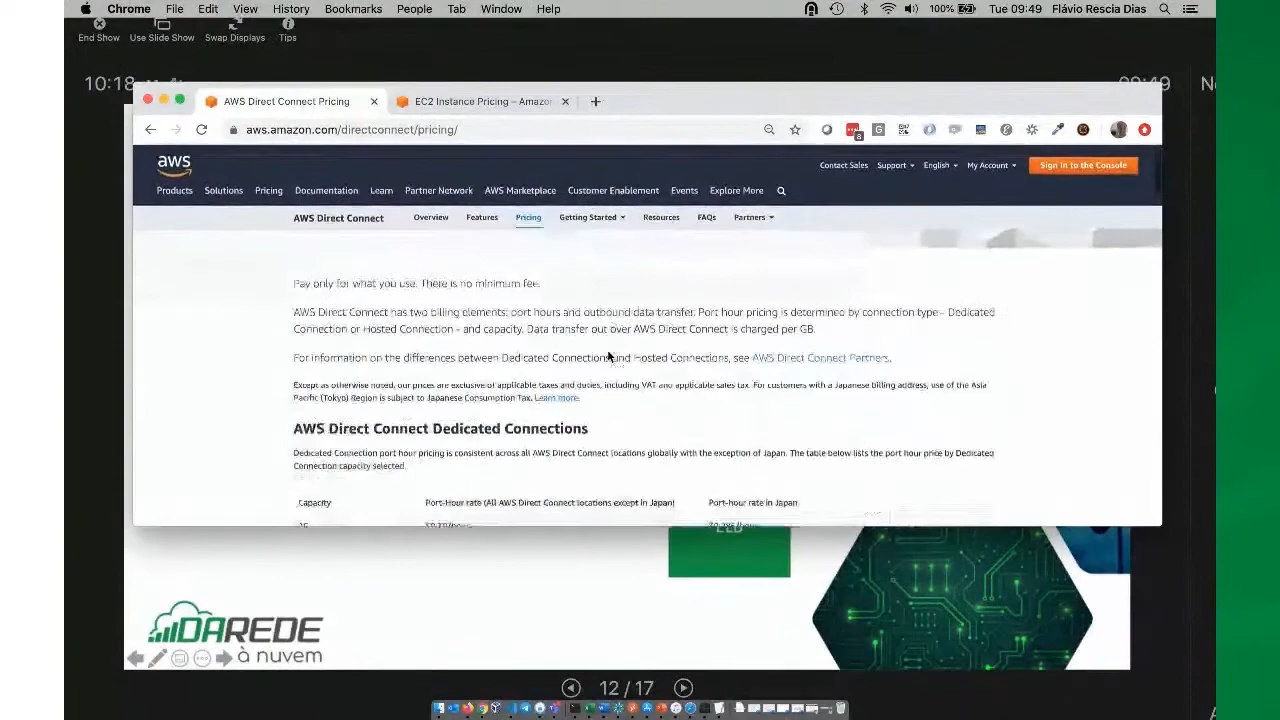 Chrome File Edit View History Bookmarks People Tab Window Help 100% Tue 09:49 Flávio Rescia Dias
End Show Use Slide Show Swap Displays Tips
10:18 09:49
AWS Direct Connect Pricing EC2 Instance Pricing – Amazo
aws.amazon.com/directconnect/pricing/
aws Contact Sales Support English My Account Sign In to the Console
Products Solutions Pricing Documentation Learn Partner Network AWS Marketplace Customer Enablement Events Explore More
AWS Direct Connect Overview Features Pricing Getting Started Resources FAQs Partners
Pay only for what you use. There is no minimum fee.
AWS Direct Connect has two billing elements: port hours and outbound data transfer. Port hour pricing is determined by connection type– Dedicated
Connection or Hosted Connection – and capacity. Data transfer out over AWS Direct Connect is charged per GB.
For information on the differences between Dedicated Connections and Hosted Connections, see AWS Direct Connect Partners.
Except as otherwise noted, our prices are exclusive of applicable taxes and duties, including VAT and applicable sales tax. For customers with a Japanese billing address, use of the Asia
Pacific (Tokyo) Region is subject to Japanese Consumption Tax. Learn more.
AWS Direct Connect Dedicated Connections
Dedicated Connection port hour pricing is consistent across all AWS Direct Connect locations globally with the exception of Japan. The table below lists the port hour price by Dedicated
Connection capacity selected.
Capacity Port-Hour rate (All AWS Direct Connect locations except in Japan) Port-hour rate in Japan
DAREDE
à nuvem
12 / 17